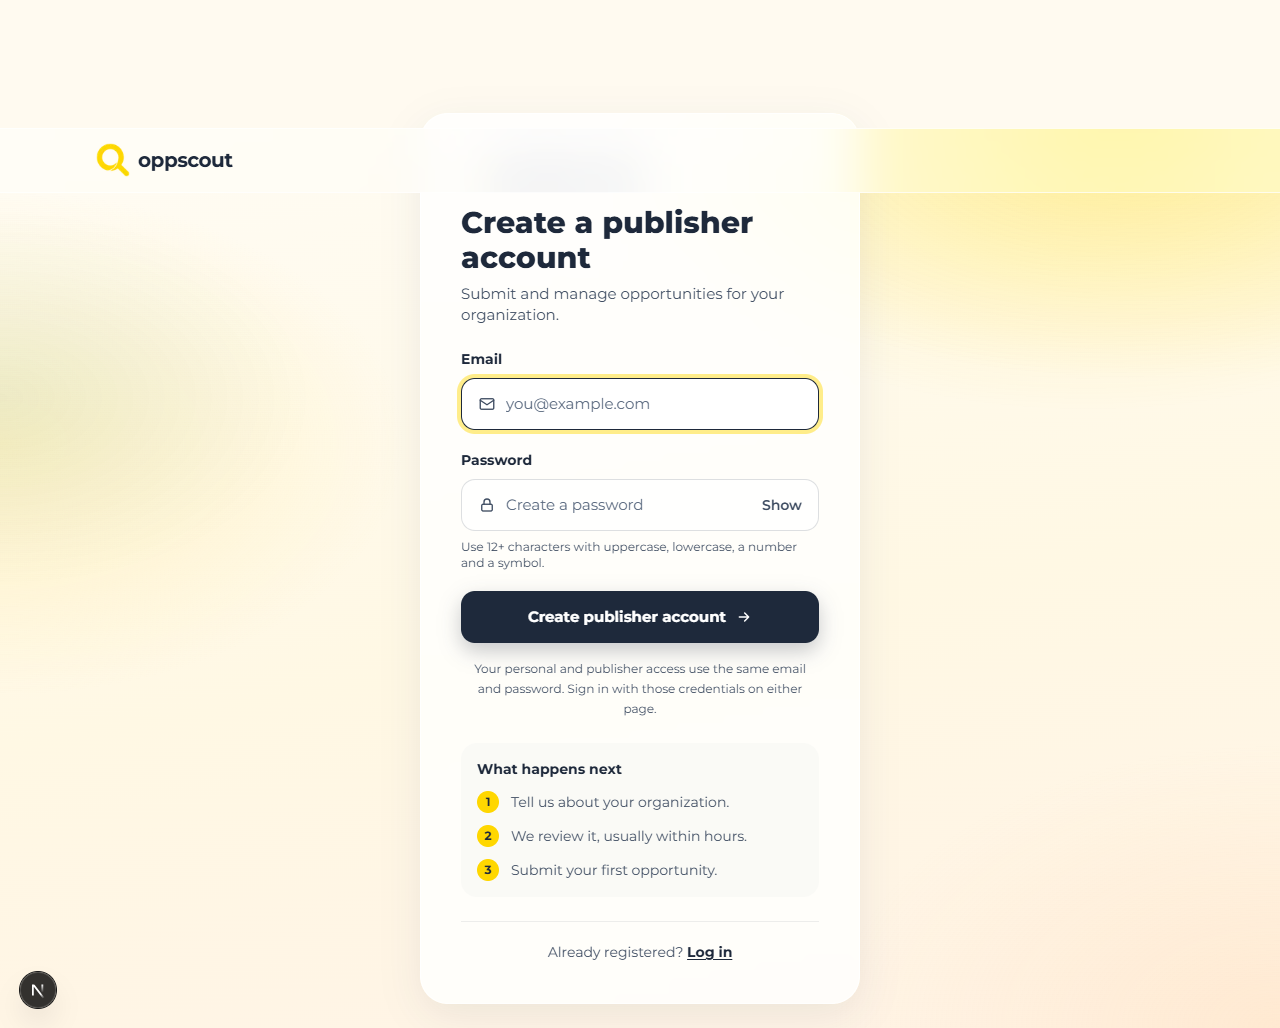 oppscout
Create a publisher
account
Submit and manage opportunities for your
organization.
Email
you@example.com
Password
Create a password
Show
Use 12+ characters with uppercase, lowercase, a number
and a symbol.
Create publisher account →
Your personal and publisher access use the same email
and password. Sign in with those credentials on either
page.
What happens next
1 Tell us about your organization.
2 We review it, usually within hours.
3 Submit your first opportunity.
Already registered? Log in
N